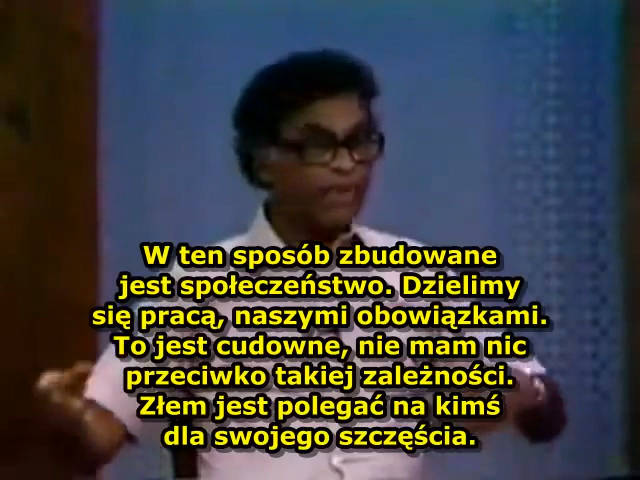 W ten sposób zbudowane
jest społeczeństwo. Dzielimy
się pracą, naszymi obowiązkami.
To jest cudowne, nie mam nic
przeciwko takiej zależności.
Złem jest polegać na kimś
dla swojego szczęścia.